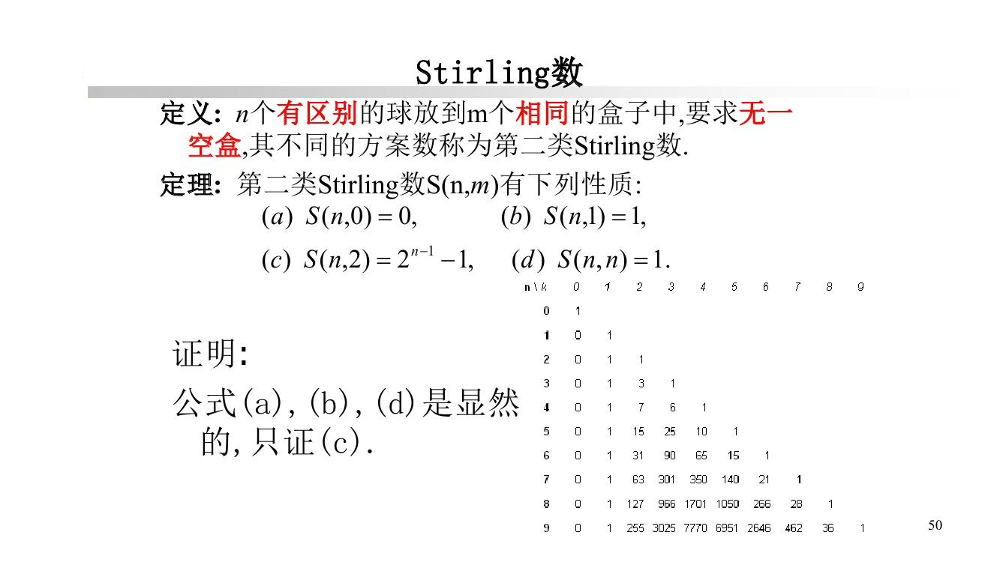 Stirling数
定义: n个有区别的球放到m个相同的盒子中,要求无一
空盒,其不同的方案数称为第二类Stirling数.
定理: 第二类Stirling数S(n,m)有下列性质:
(a) S(n,0) = 0, (b) S(n,1) = 1,
(c) S(n,2) = 2^{n-1} − 1, (d) S(n,n) = 1.
n \ k 0 1 2 3 4 5 6 7 8 9
0 1
1 0 1
2 0 1 1
3 0 1 3 1
4 0 1 7 6 1
5 0 1 15 25 10 1
6 0 1 31 90 65 15 1
7 0 1 63 301 350 140 21 1
8 0 1 127 966 1701 1050 266 28 1
9 0 1 255 3025 7770 6951 2646 462 36 1
证明:
公式(a),(b),(d)是显然
的,只证(c).
50